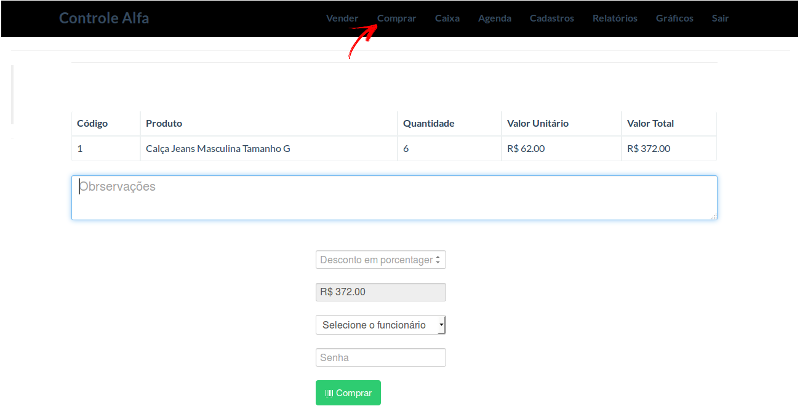 Controle Alfa Vender Comprar Caixa Agenda Cadastros Relatórios Gráficos Sair
Código Produto Quantidade Valor Unitário Valor Total
1 Calça Jeans Masculina Tamanho G 6 R$ 62.00 R$ 372.00
Obrservações
Desconto em porcentager
R$ 372.00
Selecione o funcionário
Senha
Comprar